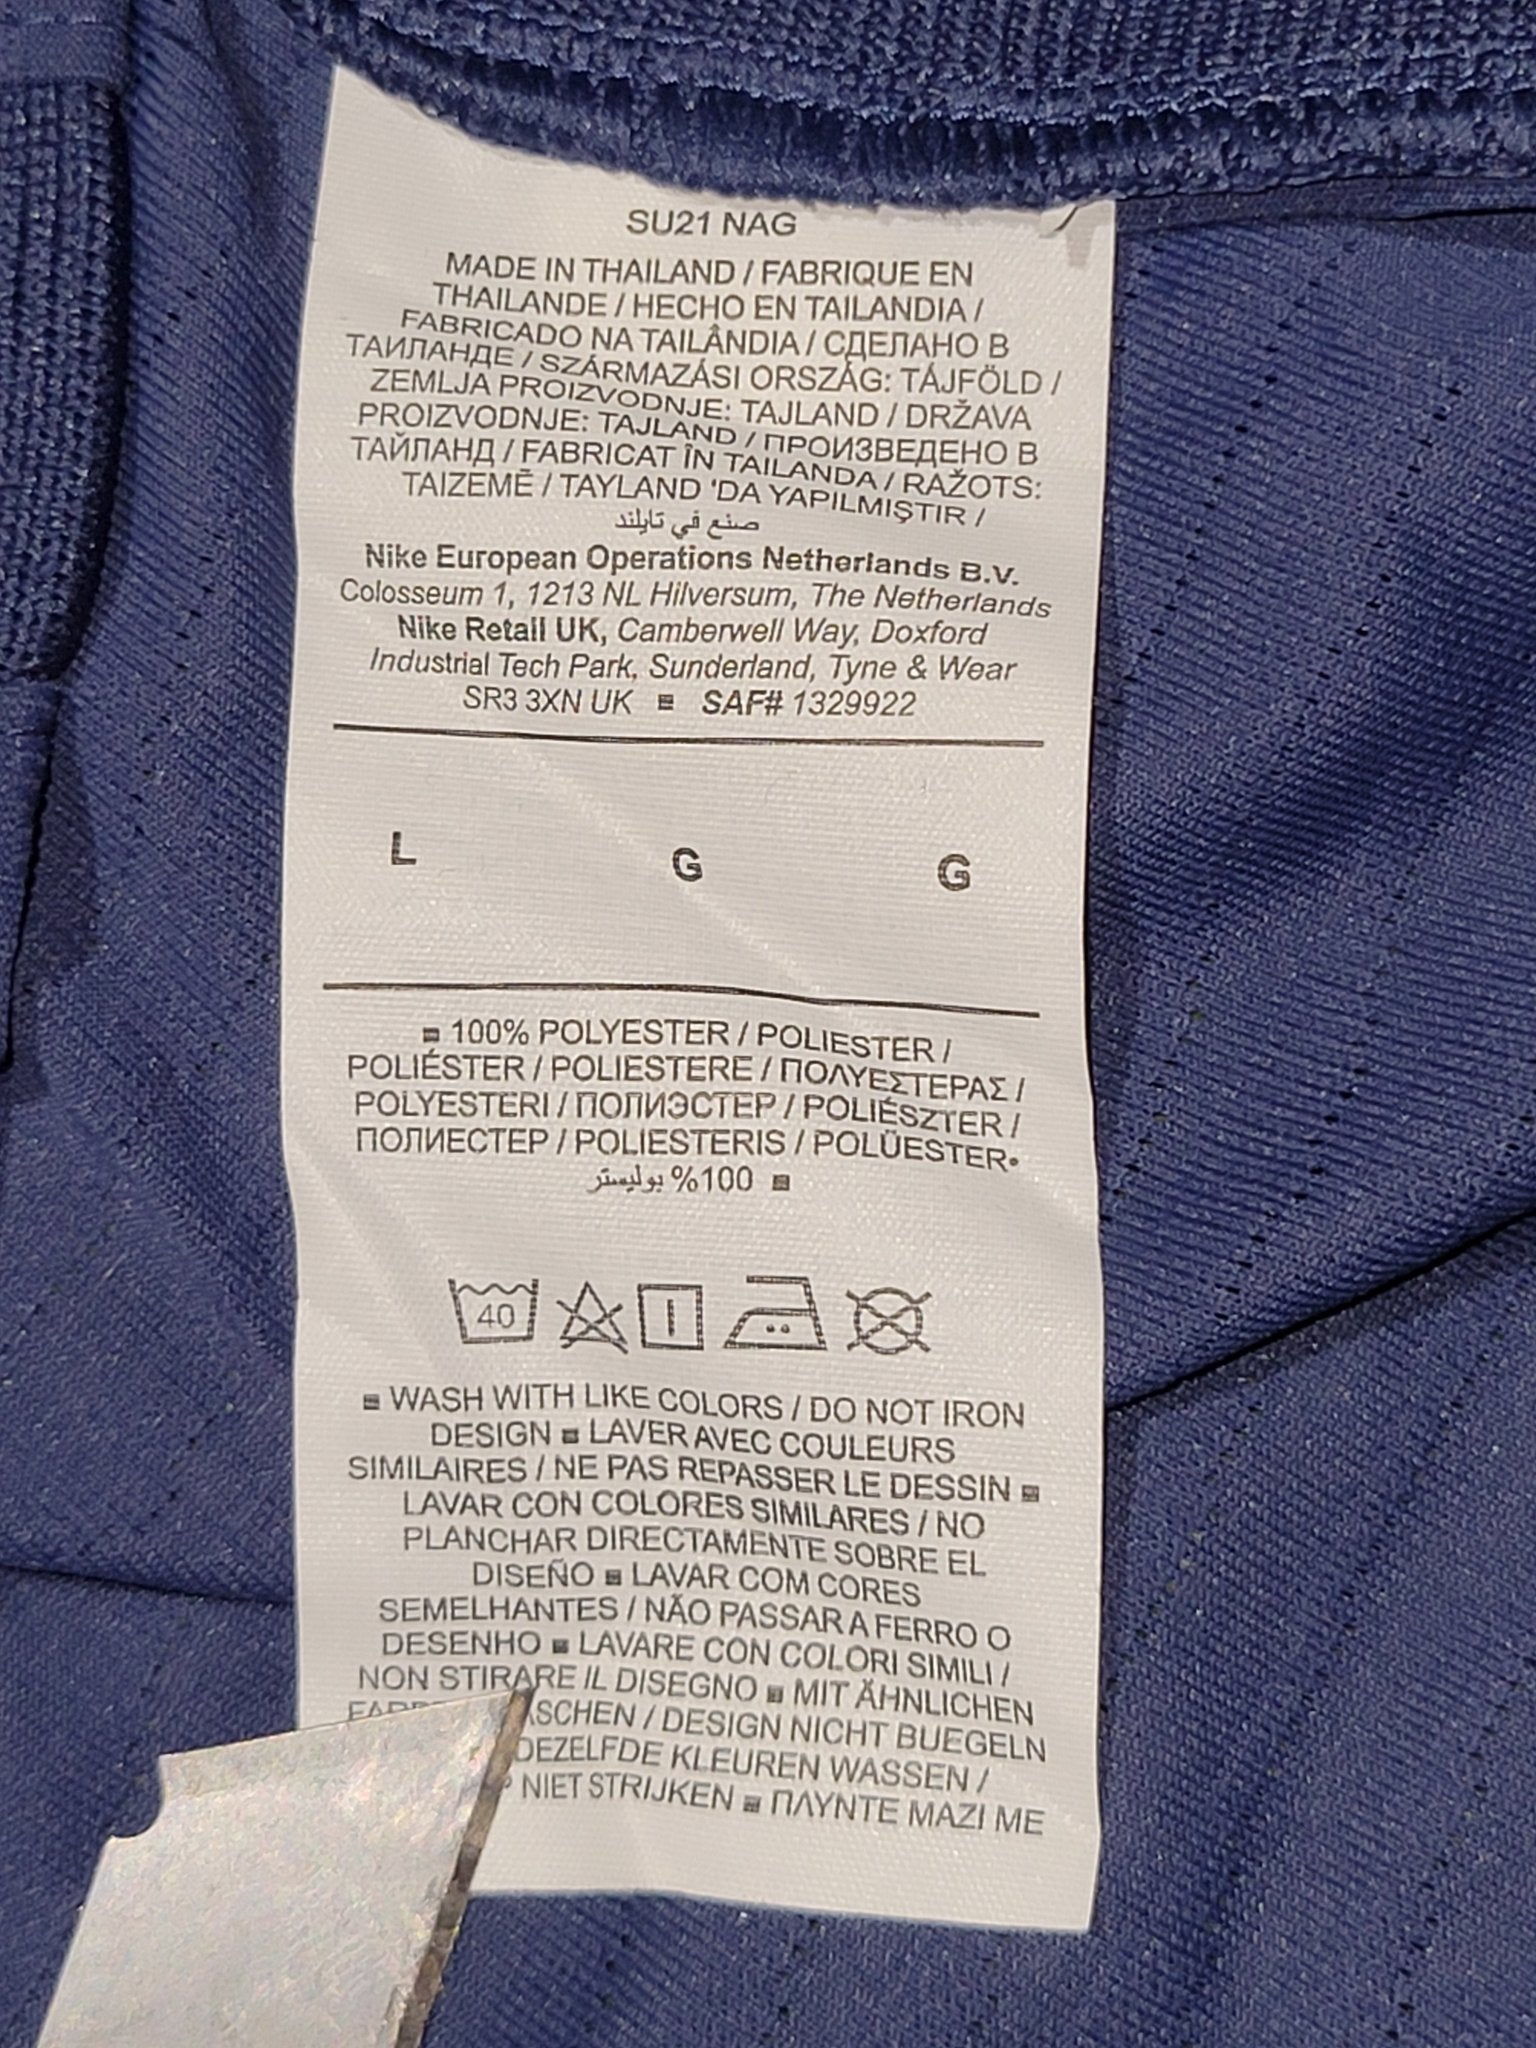 SU21 NAG
MADE IN THAILAND / FABRIQUE EN
THAILANDE / HECHO EN TAILANDIA /
FABRICADO NA TAILÂNDIA / СДЕЛАНО В
ТАИЛАНДЕ / SZÁRMAZÁSI ORSZÁG: TÁJFÖLD /
ZEMLJA PROIZVODNJE: TAJLAND / DRŽAVA
PROIZVODNJE: TAJLAND / ПРОИЗВЕДЕНО В
ТАЙЛАНД / FABRICAT ÎN TAILANDA / RAŽOTS:
TAIZEMĒ / TAYLAND 'DA YAPILMIŞTIR /
صنع في تايلند
Nike European Operations Netherlands B.V.
Colosseum 1, 1213 NL Hilversum, The Netherlands
Nike Retail UK, Camberwell Way, Doxford
Industrial Tech Park, Sunderland, Tyne & Wear
SR3 3XN UK ■ SAF# 1329922
L G G
■ 100% POLYESTER / POLIESTER /
POLIÉSTER / POLIESTERE / ΠΟΛΥΕΣΤΕΡΑΣ /
POLYESTERI / ПОЛИЭСТЕР / POLIÉSZTER /
ПОЛИЕСТЕР / POLIESTERIS / POLÜESTER•
100% بوليستر ■
40
■ WASH WITH LIKE COLORS / DO NOT IRON
DESIGN ■ LAVER AVEC COULEURS
SIMILAIRES / NE PAS REPASSER LE DESSIN ■
LAVAR CON COLORES SIMILARES / NO
PLANCHAR DIRECTAMENTE SOBRE EL
DISEÑO ■ LAVAR COM CORES
SEMELHANTES / NÃO PASSAR A FERRO O
DESENHO ■ LAVARE CON COLORI SIMILI /
NON STIRARE IL DISEGNO ■ MIT ÄHNLICHEN
/ DESIGN NICHT BUEGELN
DEZELFDE KLEUREN WASSEN /
NIET STRIJKEN ■ ΠΛΥΝΤΕ ΜΑΖΙ ΜΕ